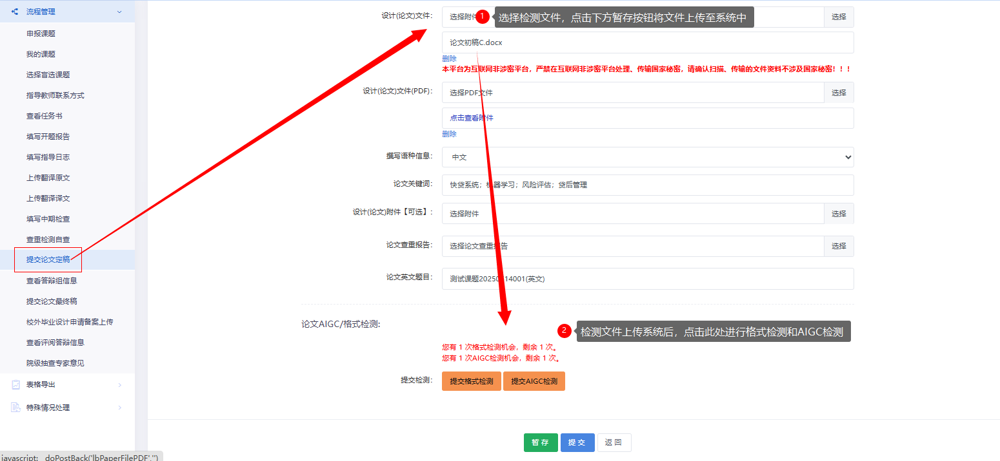 流程管理
申报课题
我的课题
选择盲选课题
指导教师联系方式
查看任务书
填写开题报告
填写指导日志
上传翻译原文
上传翻译译文
填写中期检查
查重检测自查
提交论文定稿
查看答辩组信息
提交论文最终稿
校外毕业设计申请备案上传
查看评阅答辩信息
院级抽查专家意见
表格导出
特殊情况处理
设计(论文)文件:
选择附件
1
选择检测文件，点击下方暂存按钮将文件上传至系统中
选择
论文初稿C.docx
删除
本平台为互联网非涉密平台，严禁在互联网非涉密平台处理、传输国家秘密，请确认扫描、传输的文件资料不涉及国家秘密！！！
设计(论文)文件(PDF):
选择PDF文件
选择
点击查看附件
删除
撰写语种信息:
中文
论文关键词:
快贷系统；机器学习；风险评估；贷后管理
设计(论文)附件【可选】:
选择附件
选择
论文查重报告:
选择论文查重报告
选择
论文英文题目:
测试课题20250214001(英文)
论文AIGC/格式检测:
2
检测文件上传系统后，点击此处进行格式检测和AIGC检测
您有 1 次格式检测机会，剩余 1 次。
您有 1 次AIGC检测机会，剩余 1 次。
提交检测:
提交格式检测
提交AIGC检测
暂 存
提 交
返 回
javascript:__doPostBack('lbPaperFilePDF','')